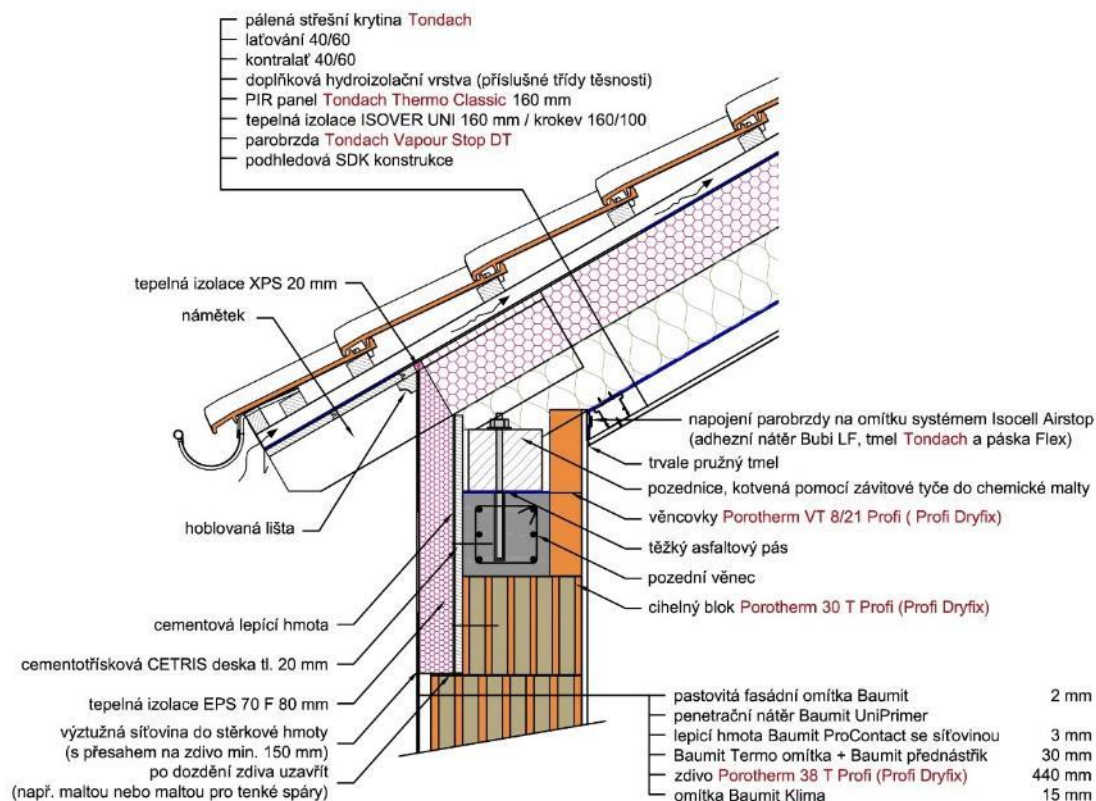 pálená střešní krytina Tondach
laťování 40/60
kontralať 40/60
doplňková hydroizolační vrstva (příslušné třídy těsnosti)
PIR panel Tondach Thermo Classic 160 mm
tepelná izolace ISOVER UNI 160 mm / krokev 160/100
parobrzda Tondach Vapour Stop DT
podhledová SDK konstrukce
tepelná izolace XPS 20 mm
námětek
hoblovaná lišta
cementová lepící hmota
cementotřísková CETRIS deska tl. 20 mm
tepelná izolace EPS 70 F 80 mm
výztužná síťovina do stěrkové hmoty
(s přesahem na zdivo min. 150 mm)
po dozdění zdiva uzavřít
(např. maltou nebo maltou pro tenké spáry)
napojení parobrzdy na omítku systémem Isocell Airstop
(adhezní nátěr Bubi LF, tmel Tondach a páska Flex)
trvale pružný tmel
pozednice, kotvená pomocí závitové tyče do chemické malty
věncovky Porotherm VT 8/21 Profi ( Profi Dryfix)
těžký asfaltový pás
pozední věnec
cihelný blok Porotherm 30 T Profi (Profi Dryfix)
pastovitá fasádní omítka Baumit 2 mm
penetrační nátěr Baumit UniPrimer
lepicí hmota Baumit ProContact se síťovinou 3 mm
Baumit Termo omítka + Baumit přednástřik 30 mm
zdivo Porotherm 38 T Profi (Profi Dryfix) 440 mm
omítka Baumit Klima 15 mm